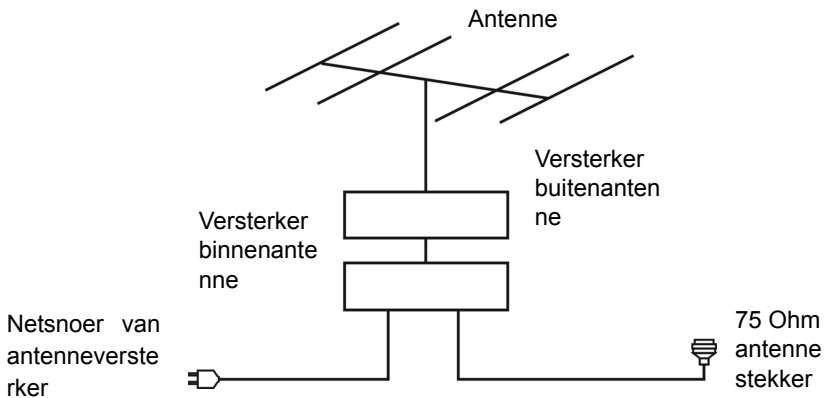 Antenne
Versterker
buitenanten
ne
Versterker
binnenante
nne
Netsnoer van
antenneverste
rker
75 Ohm
antenne
stekker